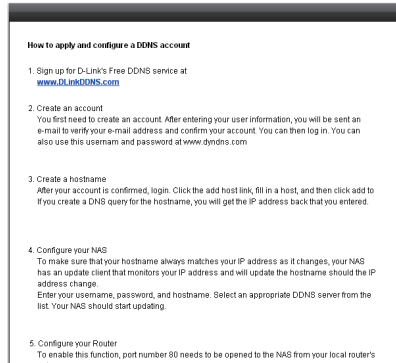 How to apply and configure a DDNS account
1. Sign up for D-Link's Free DDNS service at
www.DLinkDDNS.com
2. Create an account
You first need to create an account. After entering your user information, you will be sent an
e-mail to verify your e-mail address and confirm your account. You can then log in. You can
also use this usernam and password at www.dyndns.com
3. Create a hostname
After your account is confirmed, login. Click the add host link, fill in a host, and then click add to
If you create a DNS query for the hostname, you will get the IP address back that you entered.
4. Configure your NAS
To make sure that your hostname always matches your IP address as it changes, your NAS
has an update client that monitors your IP address and will update the hostname should the IP
address change.
Enter your username, password, and hostname. Select an appropriate DDNS server from the
list. Your NAS should start updating.
5. Configure your Router
To enable this function, port number 80 needs to be opened to the NAS from your local router's